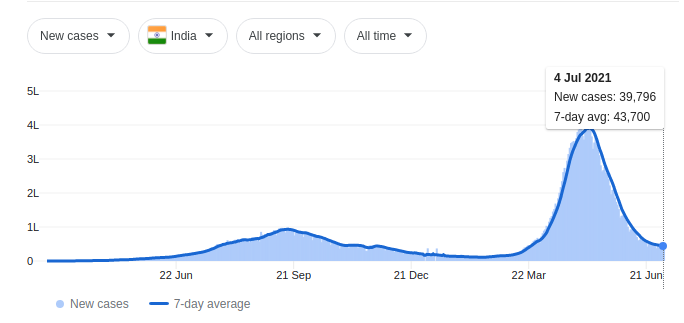 New cases India All regions All time
4 Jul 2021
New cases: 39,796
7-day avg: 43,700
5L
4L
3L
2L
1L
0
22 Jun 21 Sep 21 Dec 22 Mar 21 Jun
New cases 7-day average